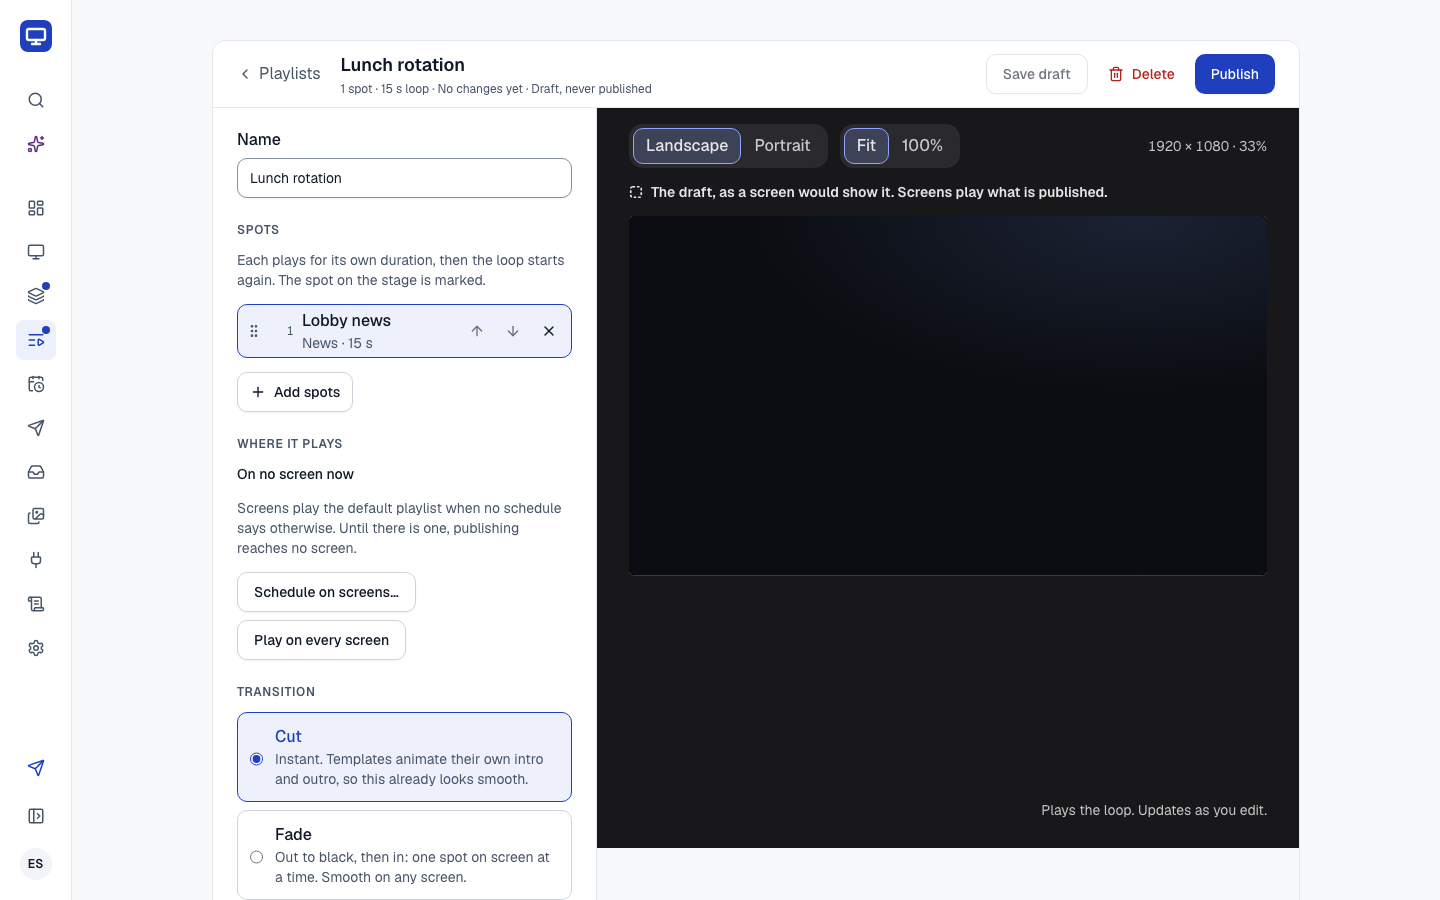 Playlists
Lunch rotation
1 spot · 15 s loop · No changes yet · Draft, never published
Save draft
Delete
Publish
Name
Lunch rotation
SPOTS
Each plays for its own duration, then the loop starts
again. The spot on the stage is marked.
1
Lobby news
News · 15 s
Add spots
WHERE IT PLAYS
On no screen now
Screens play the default playlist when no schedule
says otherwise. Until there is one, publishing
reaches no screen.
Schedule on screens...
Play on every screen
TRANSITION
Cut
Instant. Templates animate their own intro
and outro, so this already looks smooth.
Fade
Out to black, then in: one spot on screen at
a time. Smooth on any screen.
Landscape
Portrait
Fit
100%
1920 × 1080 · 33%
The draft, as a screen would show it. Screens play what is published.
Plays the loop. Updates as you edit.
ES